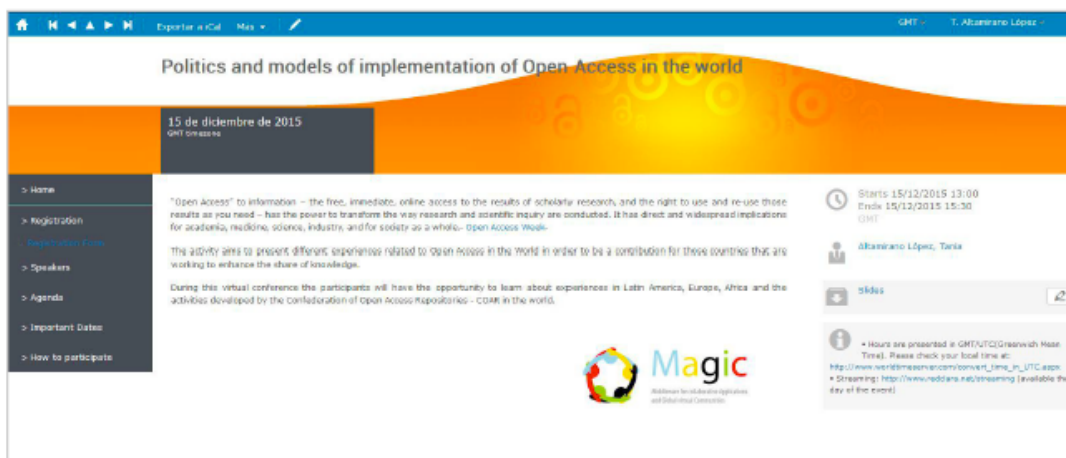 Exportar a iCal Más
GMT T. Altamirano López
Politics and models of implementation of Open Access in the world
15 de diciembre de 2015
GMT timezone
> Home
> Registration
Registration Form
> Speakers
> Agenda
> Important Dates
> How to participate
"Open Access" to information – the free, immediate, online access to the results of scholarly research, and the right to use and re-use those
results as you need – has the power to transform the way research and scientific inquiry are conducted. It has direct and widespread implications
for academia, medicine, science, industry, and for society as a whole.- Open Access Week-
The activity aims to present different experiences related to Open Access in the World in order to be a contribution for those countries that are
working to enhance the share of knowledge.
During this virtual conference the participants will have the opportunity to learn about experiences in Latin America, Europe, Africa and the
activities developed by the Confederation of Open Access Repositories - COAR in the world.
Magic
Middleware for collaborative Applications
and Global virtual Communities
Starts 15/12/2015 13:00
Ends 15/12/2015 15:30
GMT
Altamirano López, Tania
Slides
• Hours are presented in GMT/UTC(Greenwich Mean
Time). Please check your local time at:
http://www.worldtimeserver.com/convert_time_in_UTC.aspx
• Streaming: http://www.redclara.net/streaming (available the
day of the event)